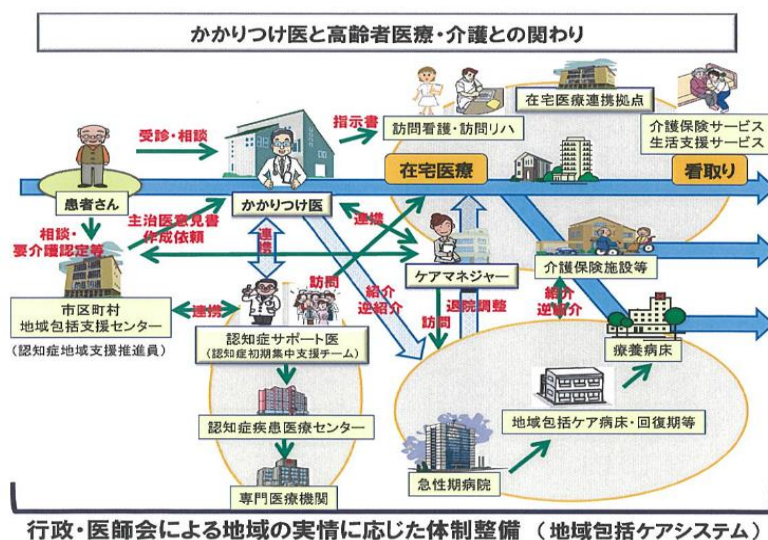 かかりつけ医と高齢者医療・介護との関わり
受診・相談
指示書
訪問看護・訪問リハ
在宅医療連携拠点
介護保険サービス
生活支援サービス
在宅医療
看取り
患者さん
かかりつけ医
相談・
要介護認定等
主治医意見書
作成依頼
連携
連携
ケアマネジャー
介護保険施設等
訪問
紹介
逆紹介
訪問
退院調整
紹介
逆紹介
市区町村
地域包括支援センター
(認知症地域支援推進員)
連携
認知症サポート医
(認知症初期集中支援チーム)
療養病床
認知症疾患医療センター
地域包括ケア病床・回復期等
専門医療機関
急性期病院
行政・医師会による地域の実情に応じた体制整備 (地域包括ケアシステム)